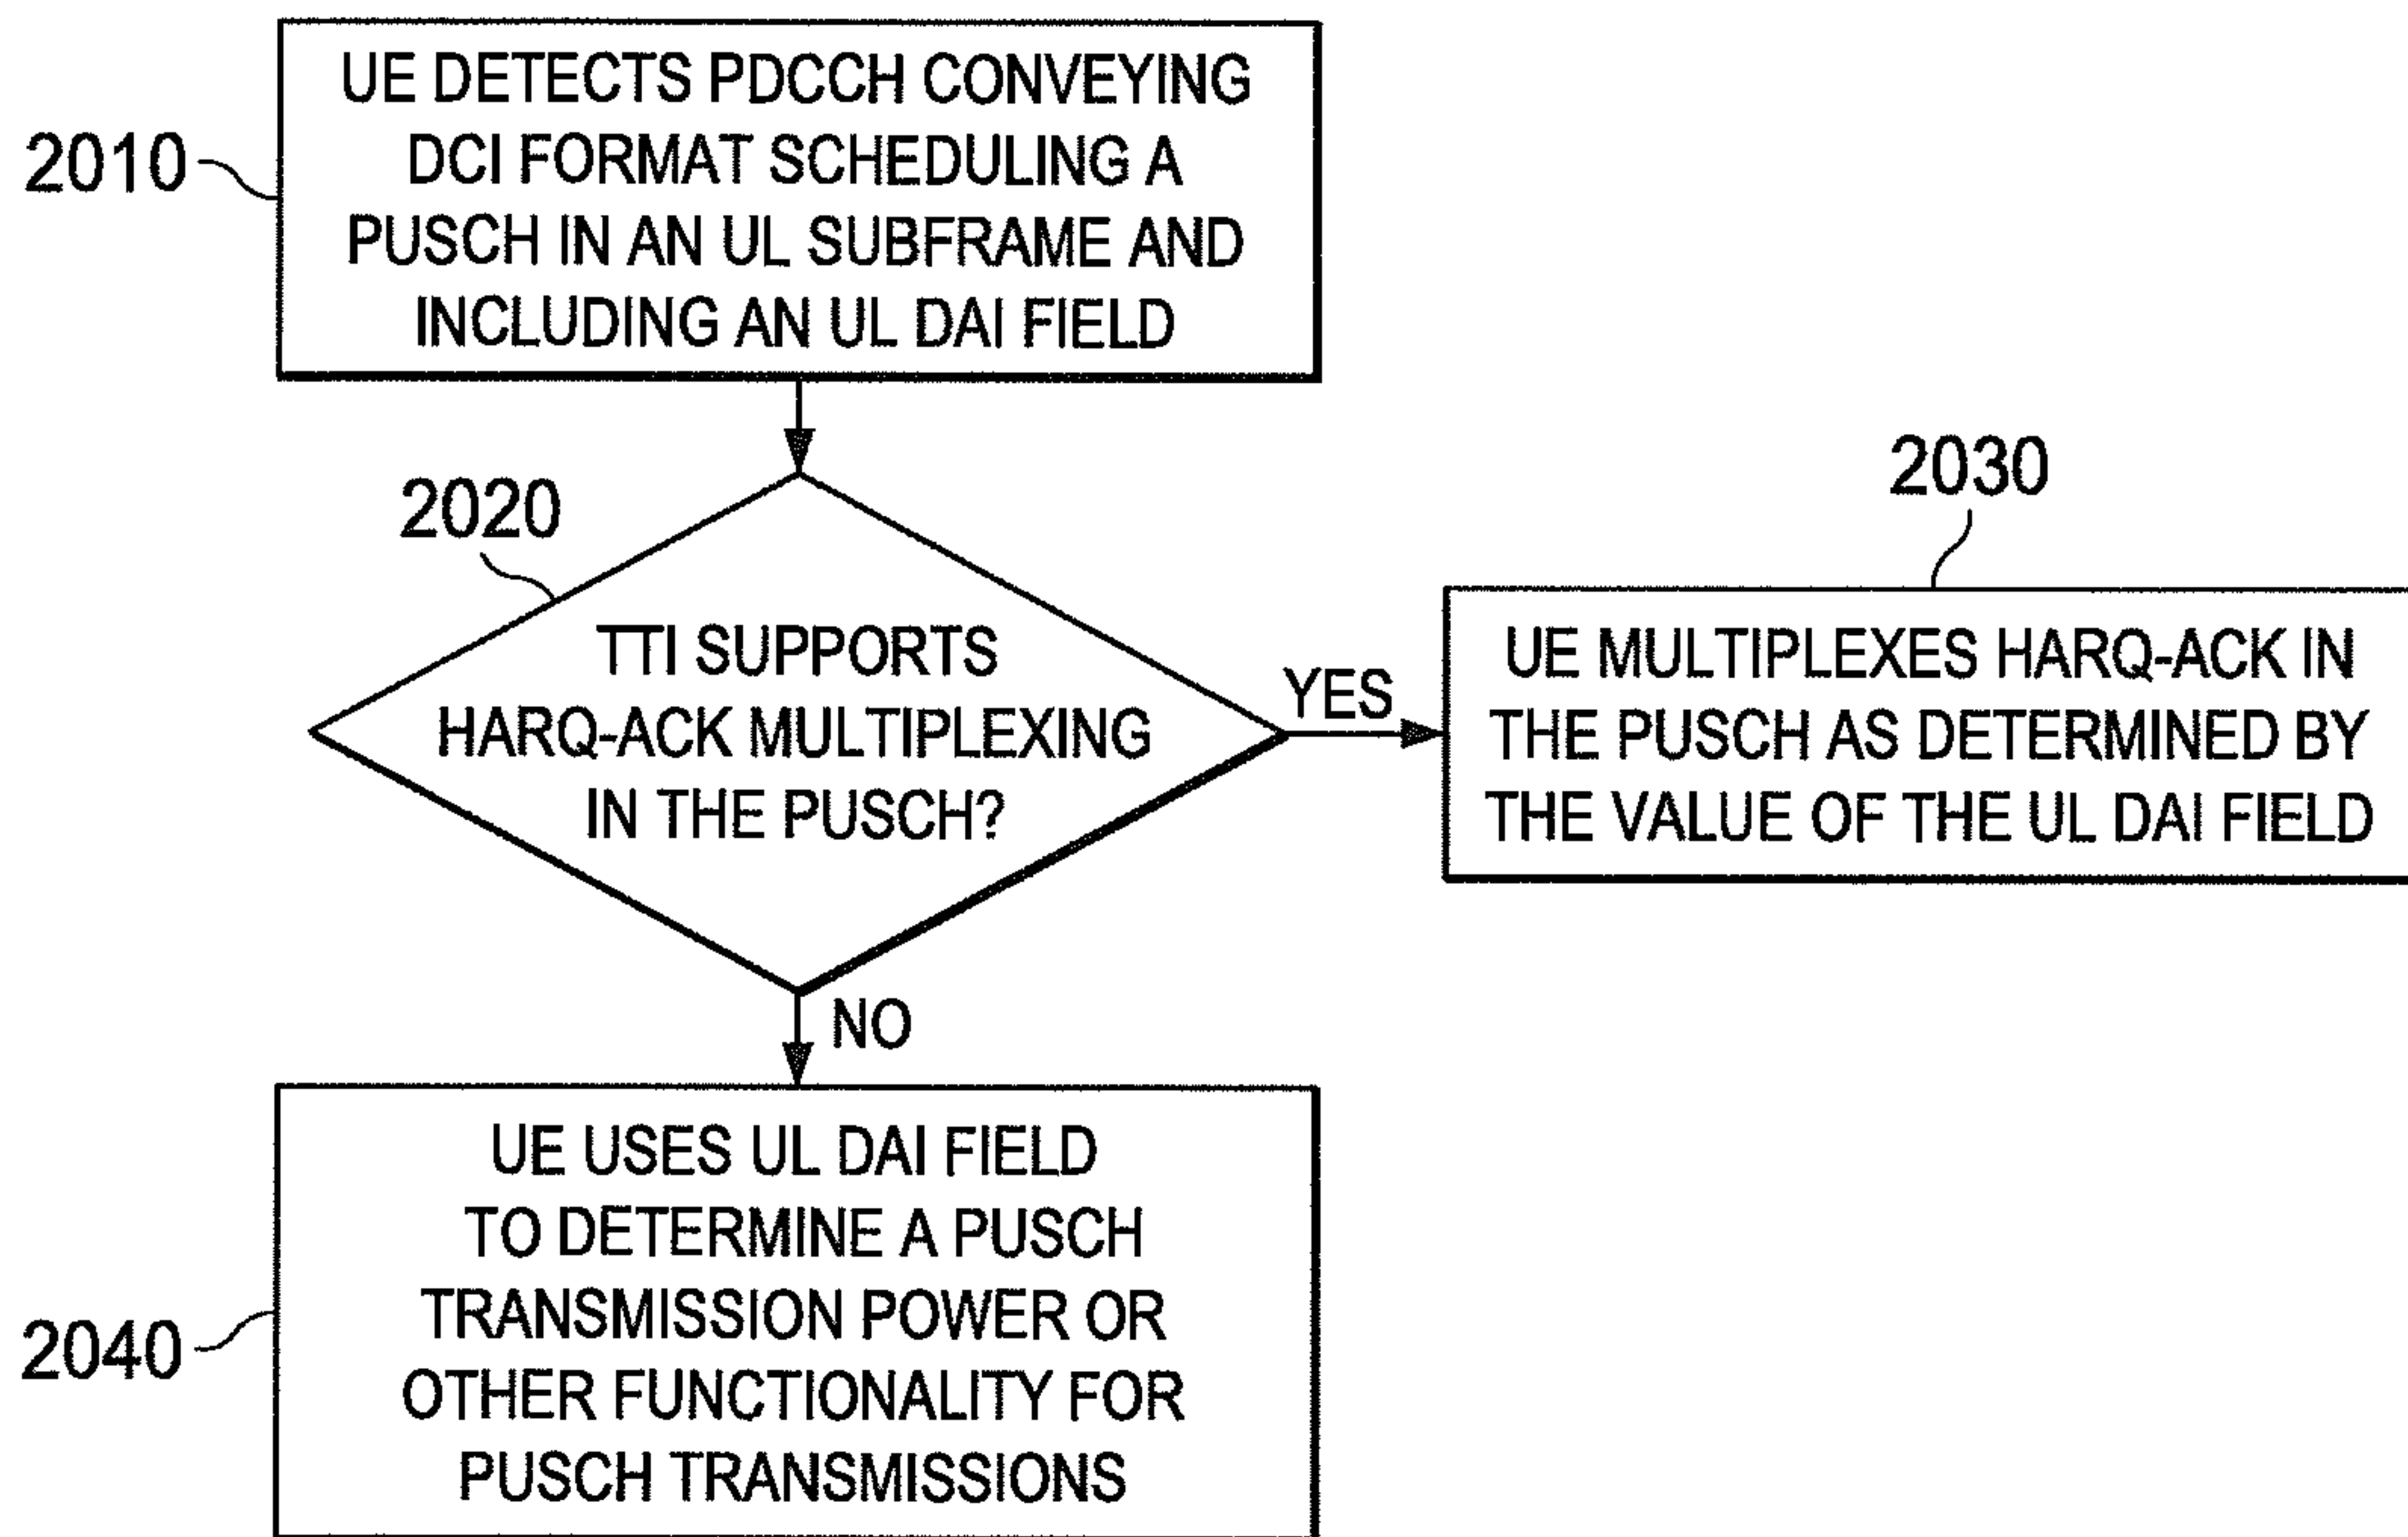 2010
UE DETECTS PDCCH CONVEYING
DCI FORMAT SCHEDULING A
PUSCH IN AN UL SUBFRAME AND
INCLUDING AN UL DAI FIELD
2020
TTI SUPPORTS
HARQ-ACK MULTIPLEXING
IN THE PUSCH?
YES
2030
UE MULTIPLEXES HARQ-ACK IN
THE PUSCH AS DETERMINED BY
THE VALUE OF THE UL DAI FIELD
NO
2040
UE USES UL DAI FIELD
TO DETERMINE A PUSCH
TRANSMISSION POWER OR
OTHER FUNCTIONALITY FOR
PUSCH TRANSMISSIONS